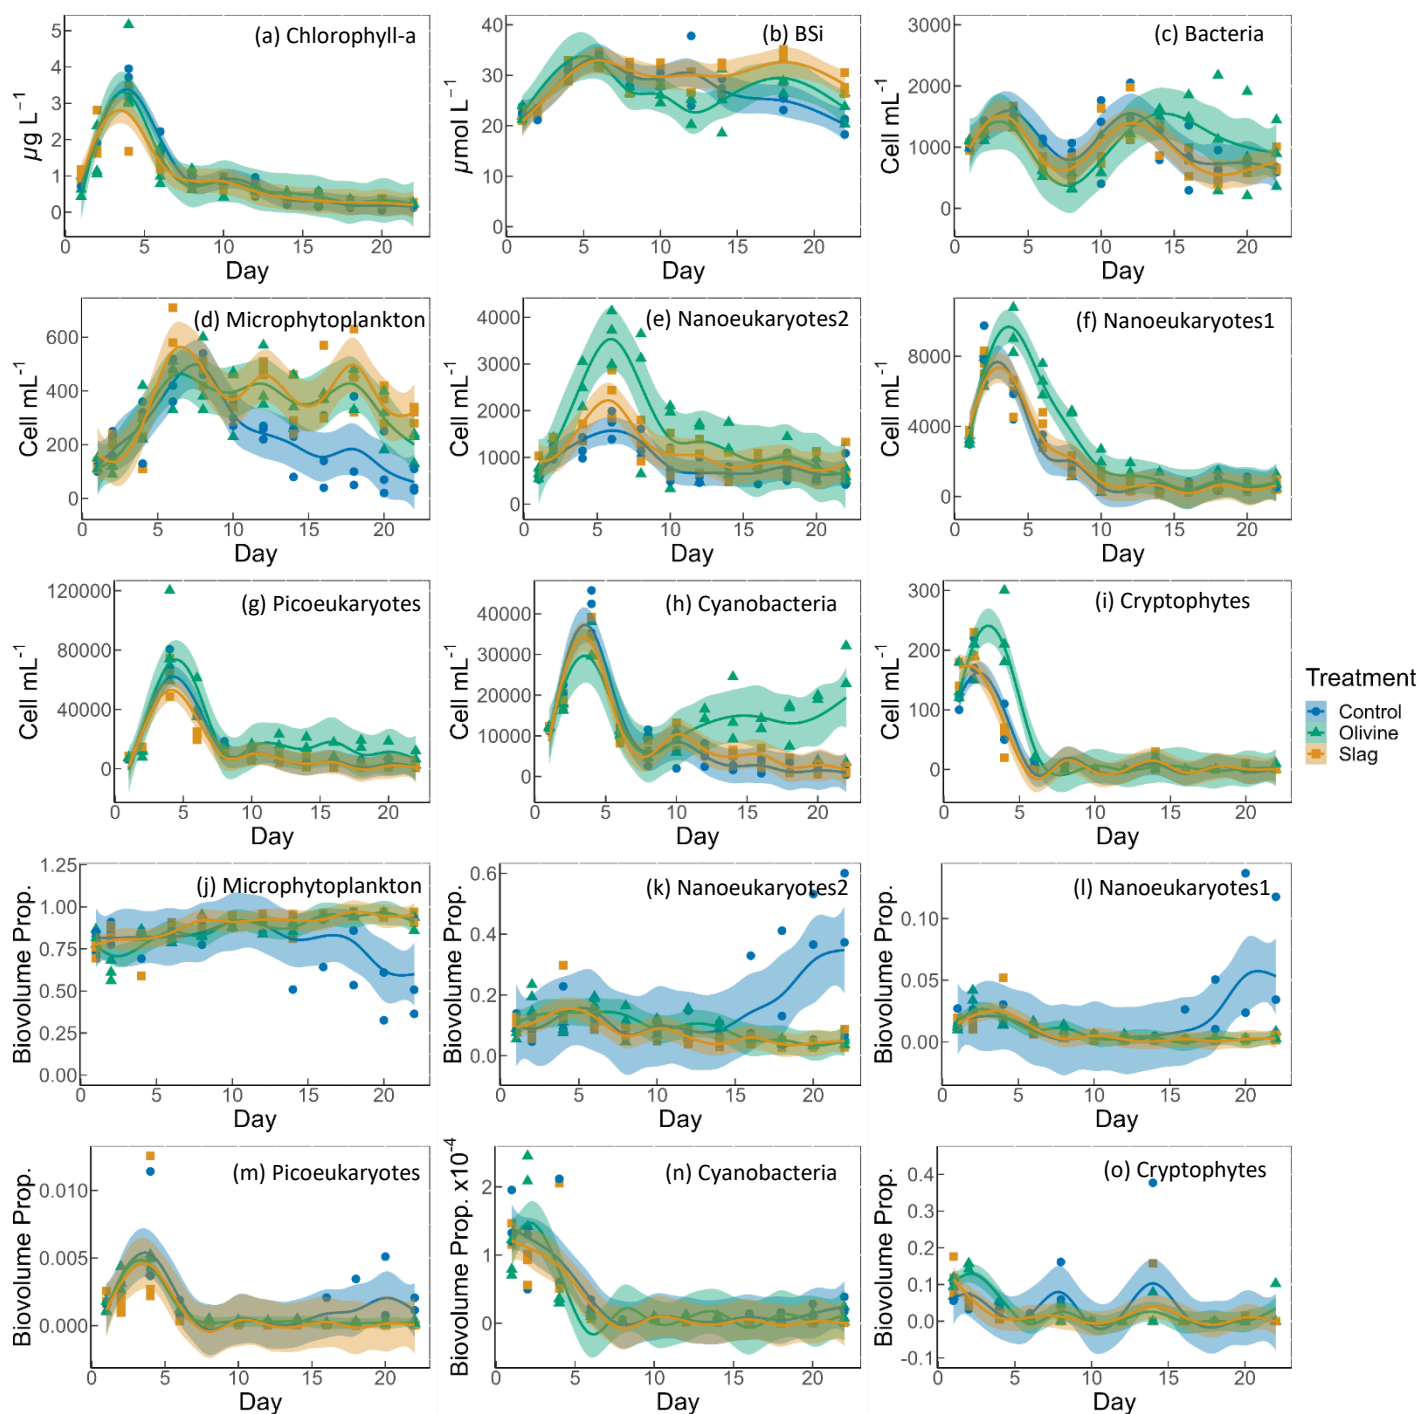 (a) Chlorophyll-a
5
4
3
2
1
0
µg L⁻¹
0 5 10 15 20
Day
(b) BSi
40
30
20
10
0
µmol L⁻¹
0 5 10 15 20
Day
(c) Bacteria
3000
2000
1000
0
Cell mL⁻¹
0 5 10 15 20
Day
(d) Microphytoplankton
600
400
200
0
Cell mL⁻¹
0 5 10 15 20
Day
(e) Nanoeukaryotes2
4000
3000
2000
1000
0
Cell mL⁻¹
0 5 10 15 20
Day
(f) Nanoeukaryotes1
8000
4000
0
Cell mL⁻¹
0 5 10 15 20
Day
(g) Picoeukaryotes
120000
80000
40000
0
Cell mL⁻¹
0 5 10 15 20
Day
(h) Cyanobacteria
40000
30000
20000
10000
0
Cell mL⁻¹
0 5 10 15 20
Day
(i) Cryptophytes
300
200
100
0
Cell mL⁻¹
0 5 10 15 20
Day
Treatment
Control
Olivine
Slag
(j) Microphytoplankton
1.25
1.00
0.75
0.50
0.25
0.00
Biovolume Prop.
0 5 10 15 20
Day
(k) Nanoeukaryotes2
0.6
0.4
0.2
0.0
Biovolume Prop.
0 5 10 15 20
Day
(l) Nanoeukaryotes1
0.10
0.05
0.00
Biovolume Prop.
0 5 10 15 20
Day
(m) Picoeukaryotes
0.010
0.005
0.000
Biovolume Prop.
0 5 10 15 20
Day
(n) Cyanobacteria
2
1
0
Biovolume Prop. x10⁻⁴
0 5 10 15 20
Day
(o) Cryptophytes
0.4
0.3
0.2
0.1
0.0
-0.1
Biovolume Prop.
0 5 10 15 20
Day